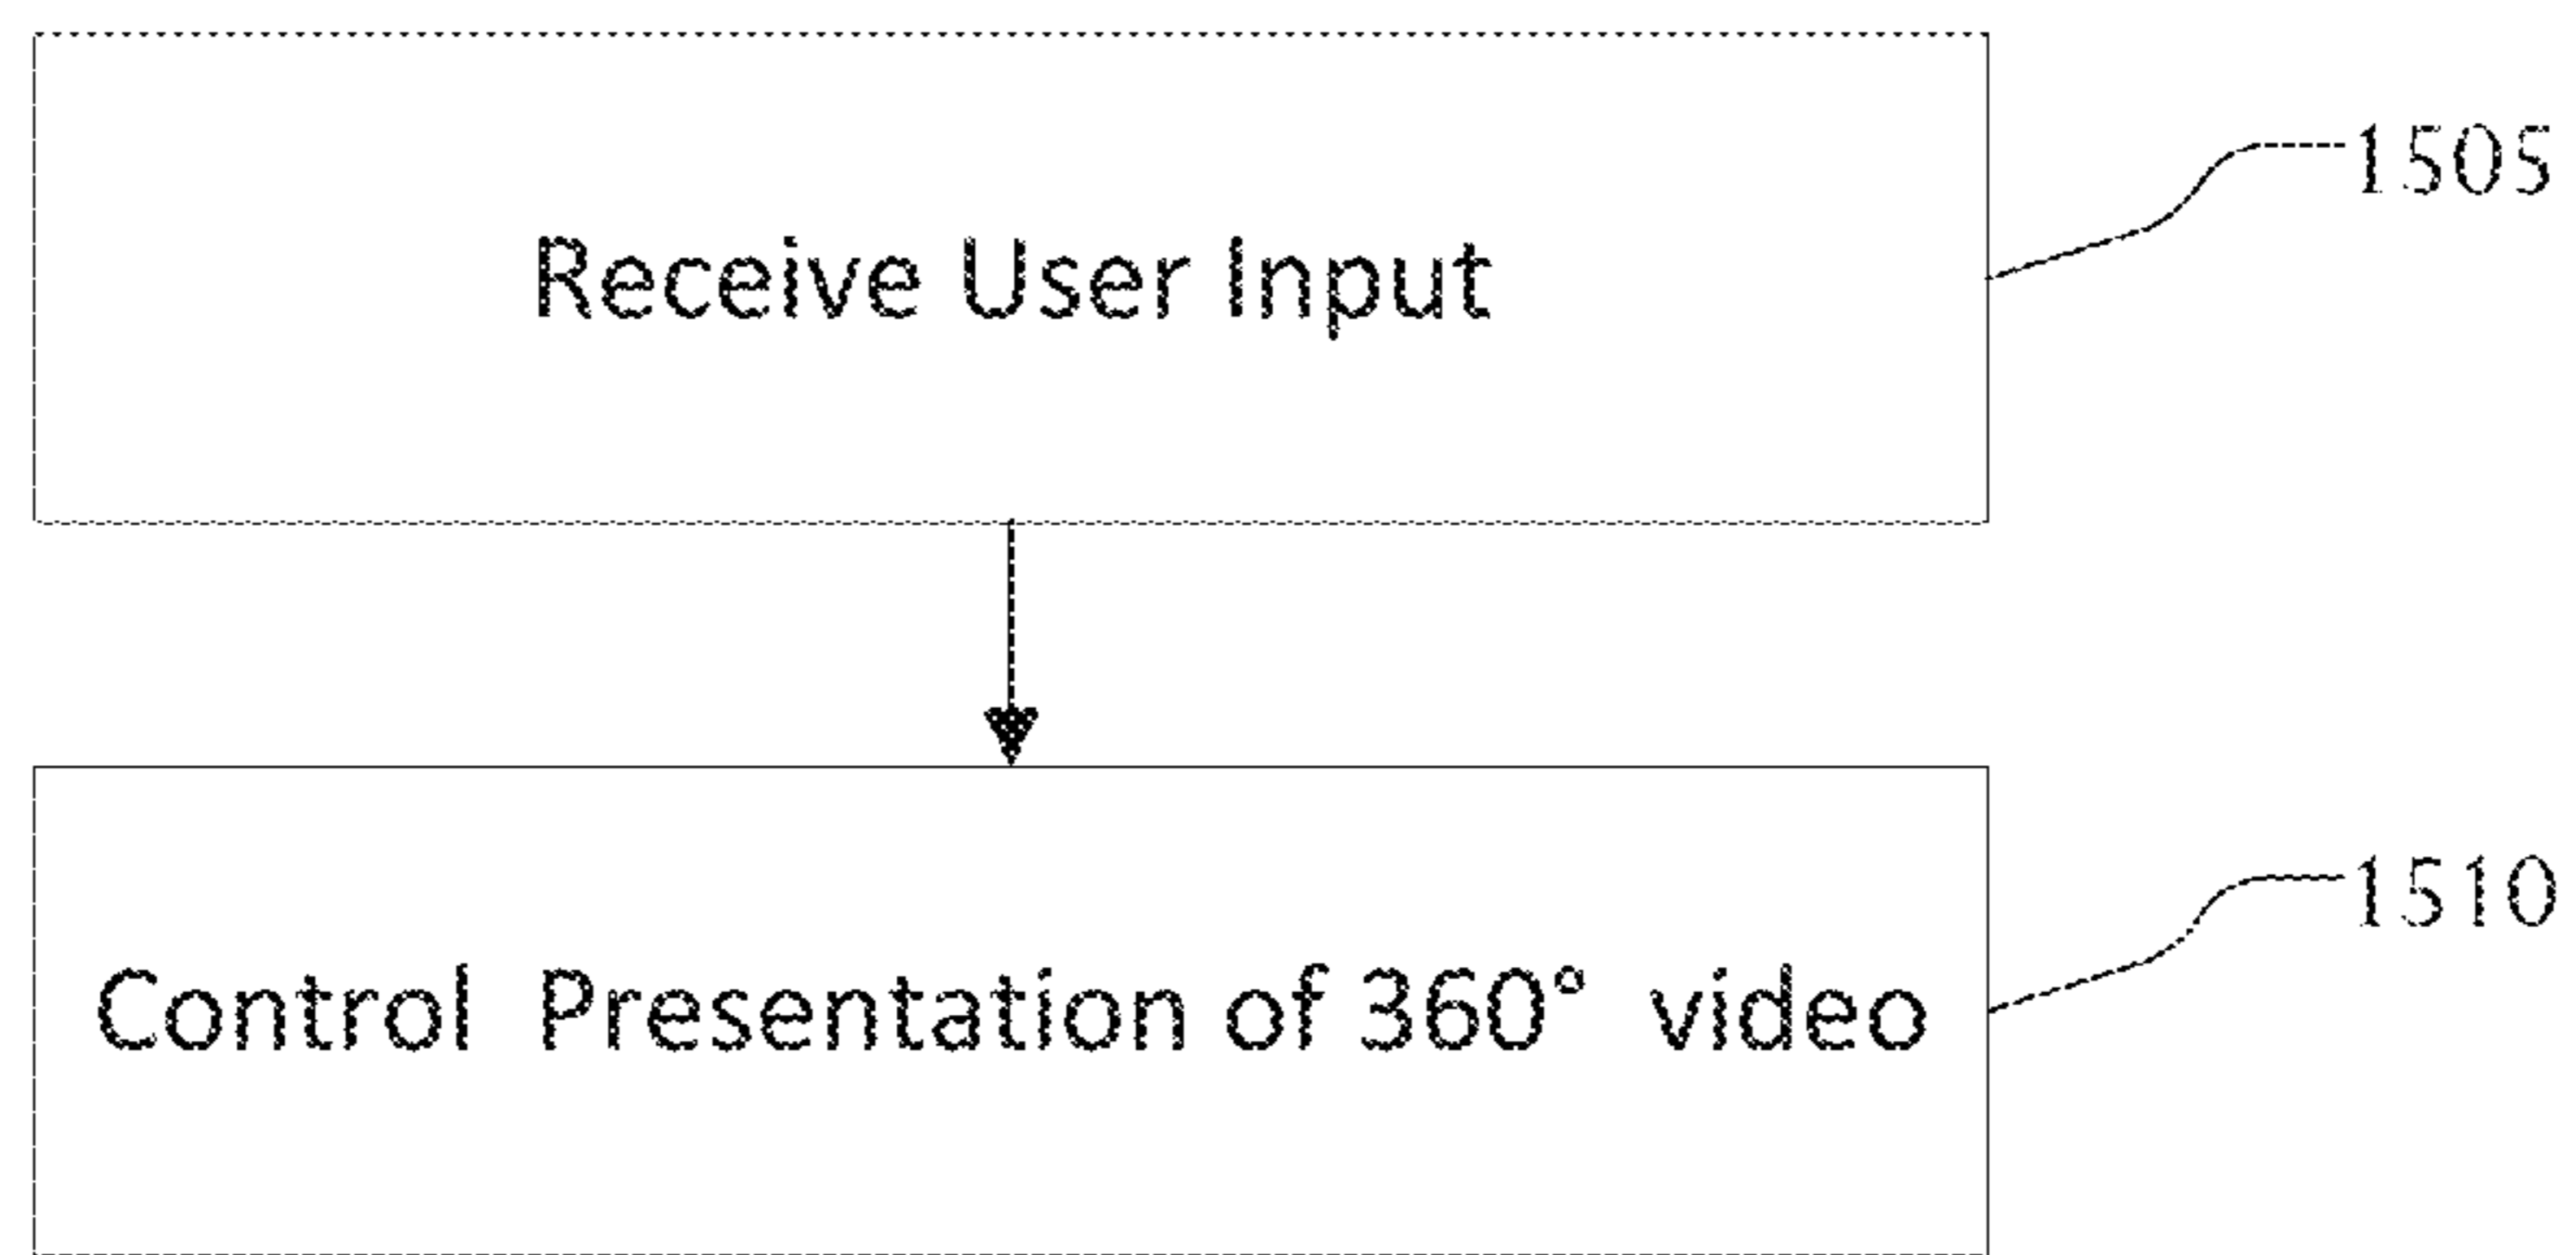 1505
Receive User Input
1510
Control Presentation of 360° video